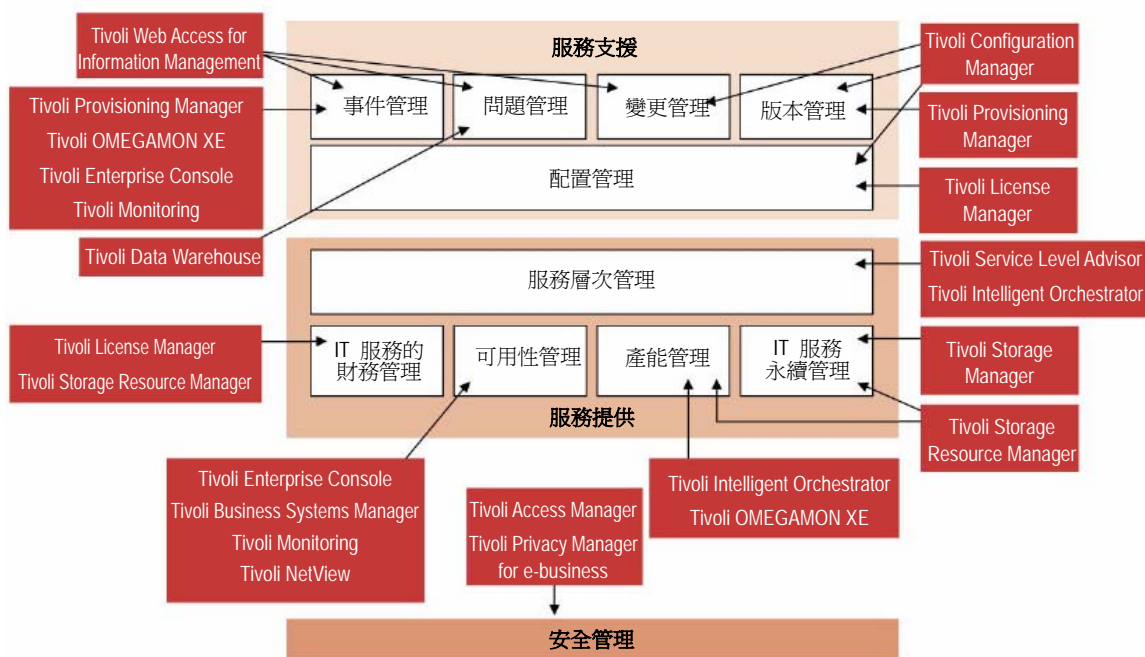 Tivoli Web Access for
Information Management
服務支援
Tivoli Configuration
Manager
事件管理
問題管理
變更管理
版本管理
Tivoli Provisioning Manager
Tivoli OMEGAMON XE
Tivoli Enterprise Console
Tivoli Monitoring
Tivoli Provisioning
Manager
配置管理
Tivoli License
Manager
Tivoli Data Warehouse
服務層次管理
Tivoli Service Level Advisor
Tivoli Intelligent Orchestrator
Tivoli License Manager
Tivoli Storage Resource Manager
IT 服務的
財務管理
可用性管理
產能管理
IT 服務
永續管理
Tivoli Storage
Manager
服務提供
Tivoli Storage
Resource Manager
Tivoli Enterprise Console
Tivoli Business Systems Manager
Tivoli Monitoring
Tivoli NetView
Tivoli Access Manager
Tivoli Privacy Manager
for e-business
Tivoli Intelligent Orchestrator
Tivoli OMEGAMON XE
安全管理